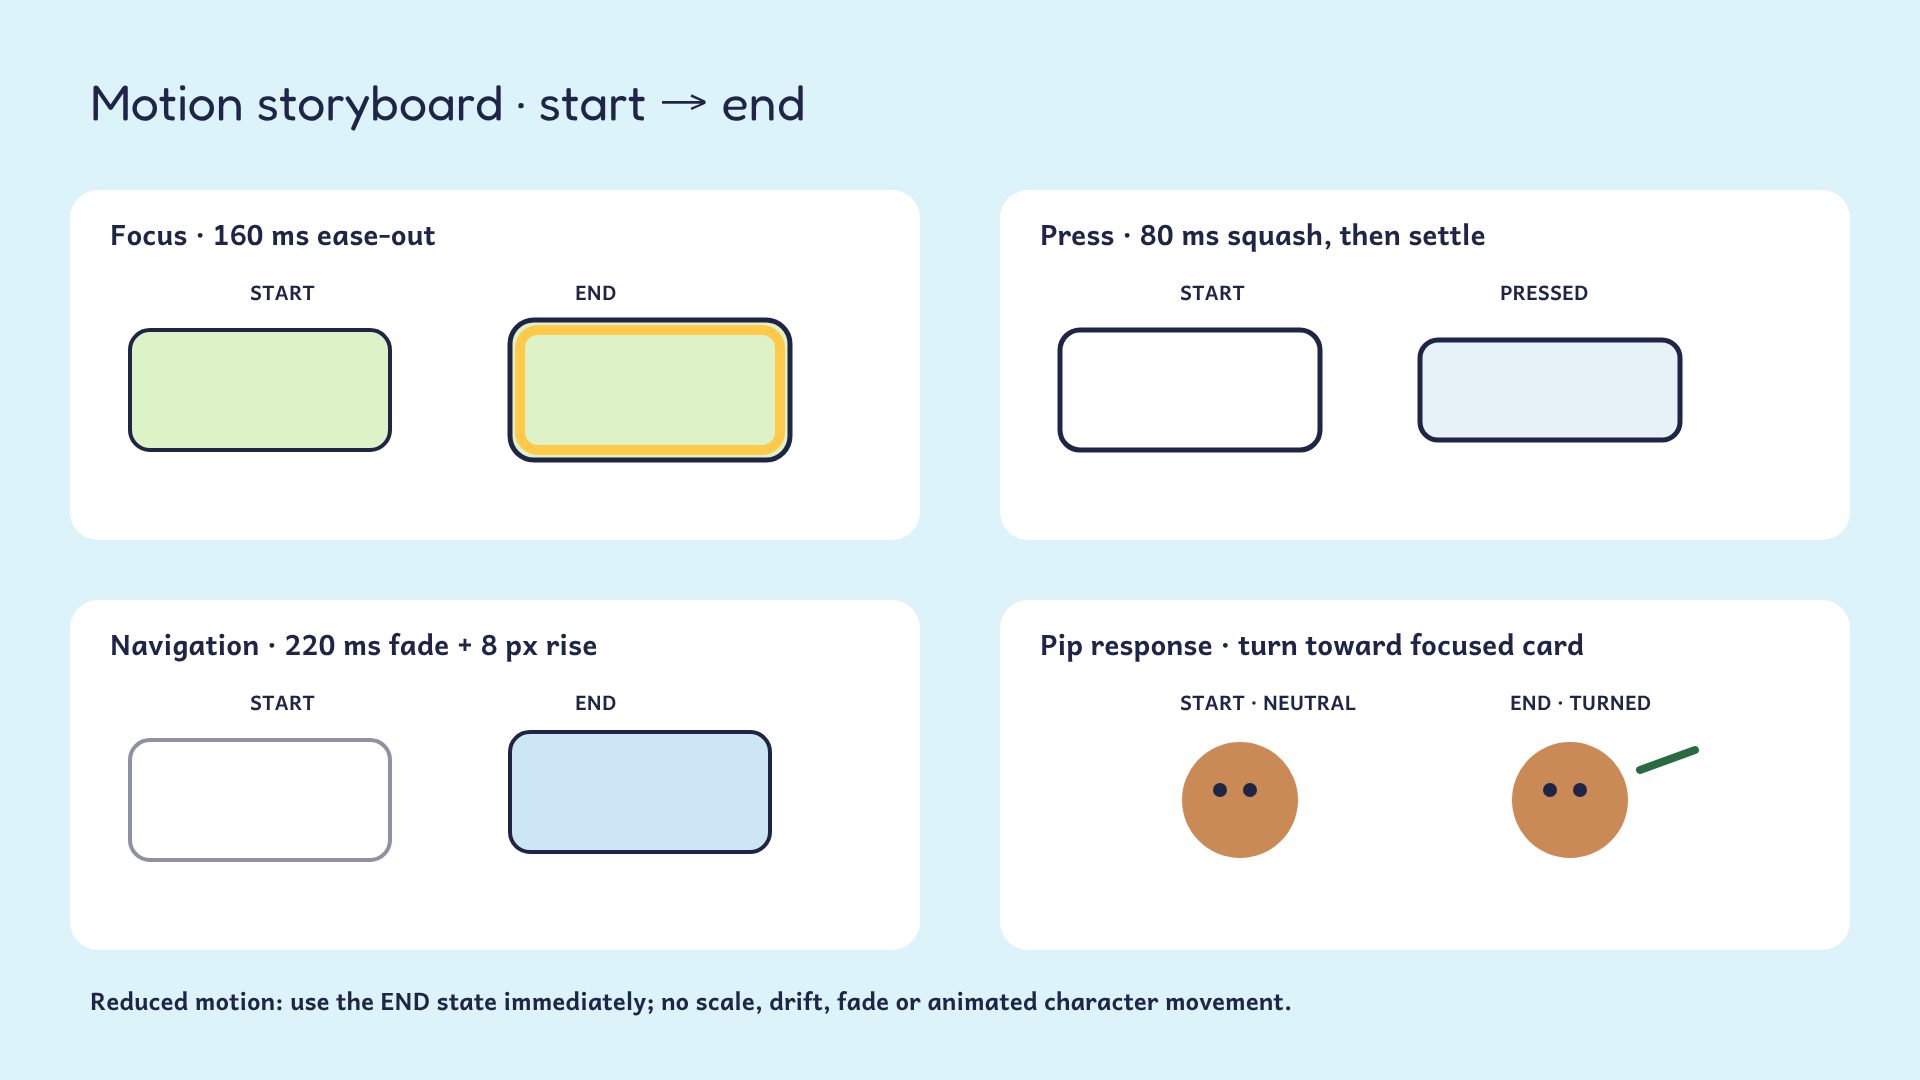 Motion storyboard · start → end
Focus · 160 ms ease-out
START
END
Press · 80 ms squash, then settle
START
PRESSED
Navigation · 220 ms fade + 8 px rise
START
END
Pip response · turn toward focused card
START · NEUTRAL
END · TURNED
Reduced motion: use the END state immediately; no scale, drift, fade or animated character movement.